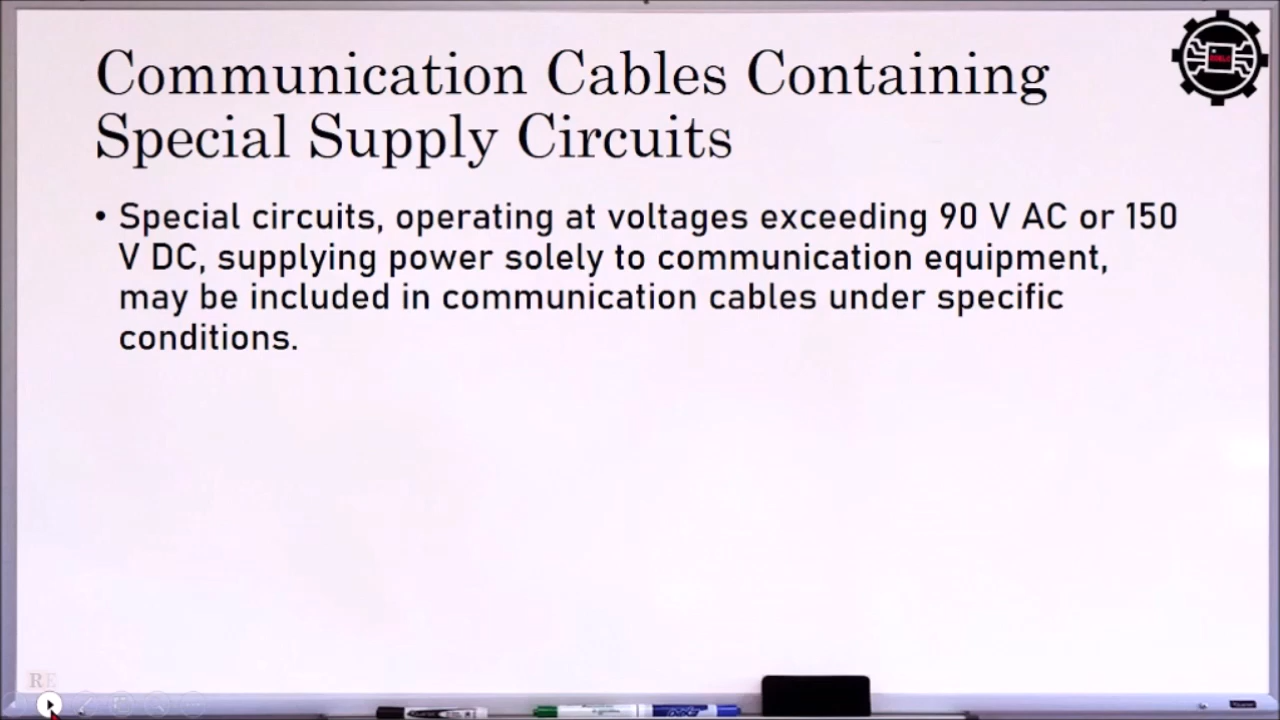 Communication Cables Containing
Special Supply Circuits
• Special circuits, operating at voltages exceeding 90 V AC or 150
V DC, supplying power solely to communication equipment,
may be included in communication cables under specific
conditions.